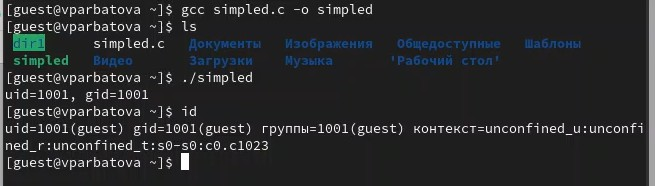 [guest@vparbatova ~]$ gcc simpled.c -o simpled
[guest@vparbatova ~]$ ls
dir1 simpled.c Документы Изображения Общедоступные Шаблоны
simpled Видео Загрузки Музыка 'Рабочий стол'
[guest@vparbatova ~]$ ./simpled
uid=1001, gid=1001
[guest@vparbatova ~]$ id
uid=1001(guest) gid=1001(guest) группы=1001(guest) контекст=unconfined_u:unconfi
ned_r:unconfined_t:s0-s0:c0.c1023
[guest@vparbatova ~]$